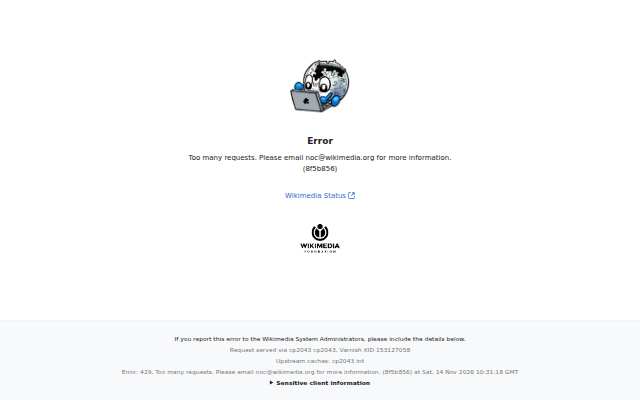 Error
Too many requests. Please email noc@wikimedia.org for more information.
(8f5b856)
Wikimedia Status
WIKIMEDIA
FOUNDATION
If you report this error to the Wikimedia System Administrators, please include the details below.
Request served via cp2043 cp2043, Varnish XID 153127058
Upstream caches: cp2043 int
Error: 429, Too many requests. Please email noc@wikimedia.org for more information. (8f5b856) at Sat, 14 Nov 2026 10:31:18 GMT
Sensitive client information